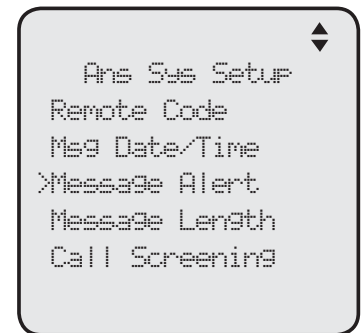 Ans Sys Setup
Remote Code
Msg Date/Time
>Message Alert
Message Length
Call Screening